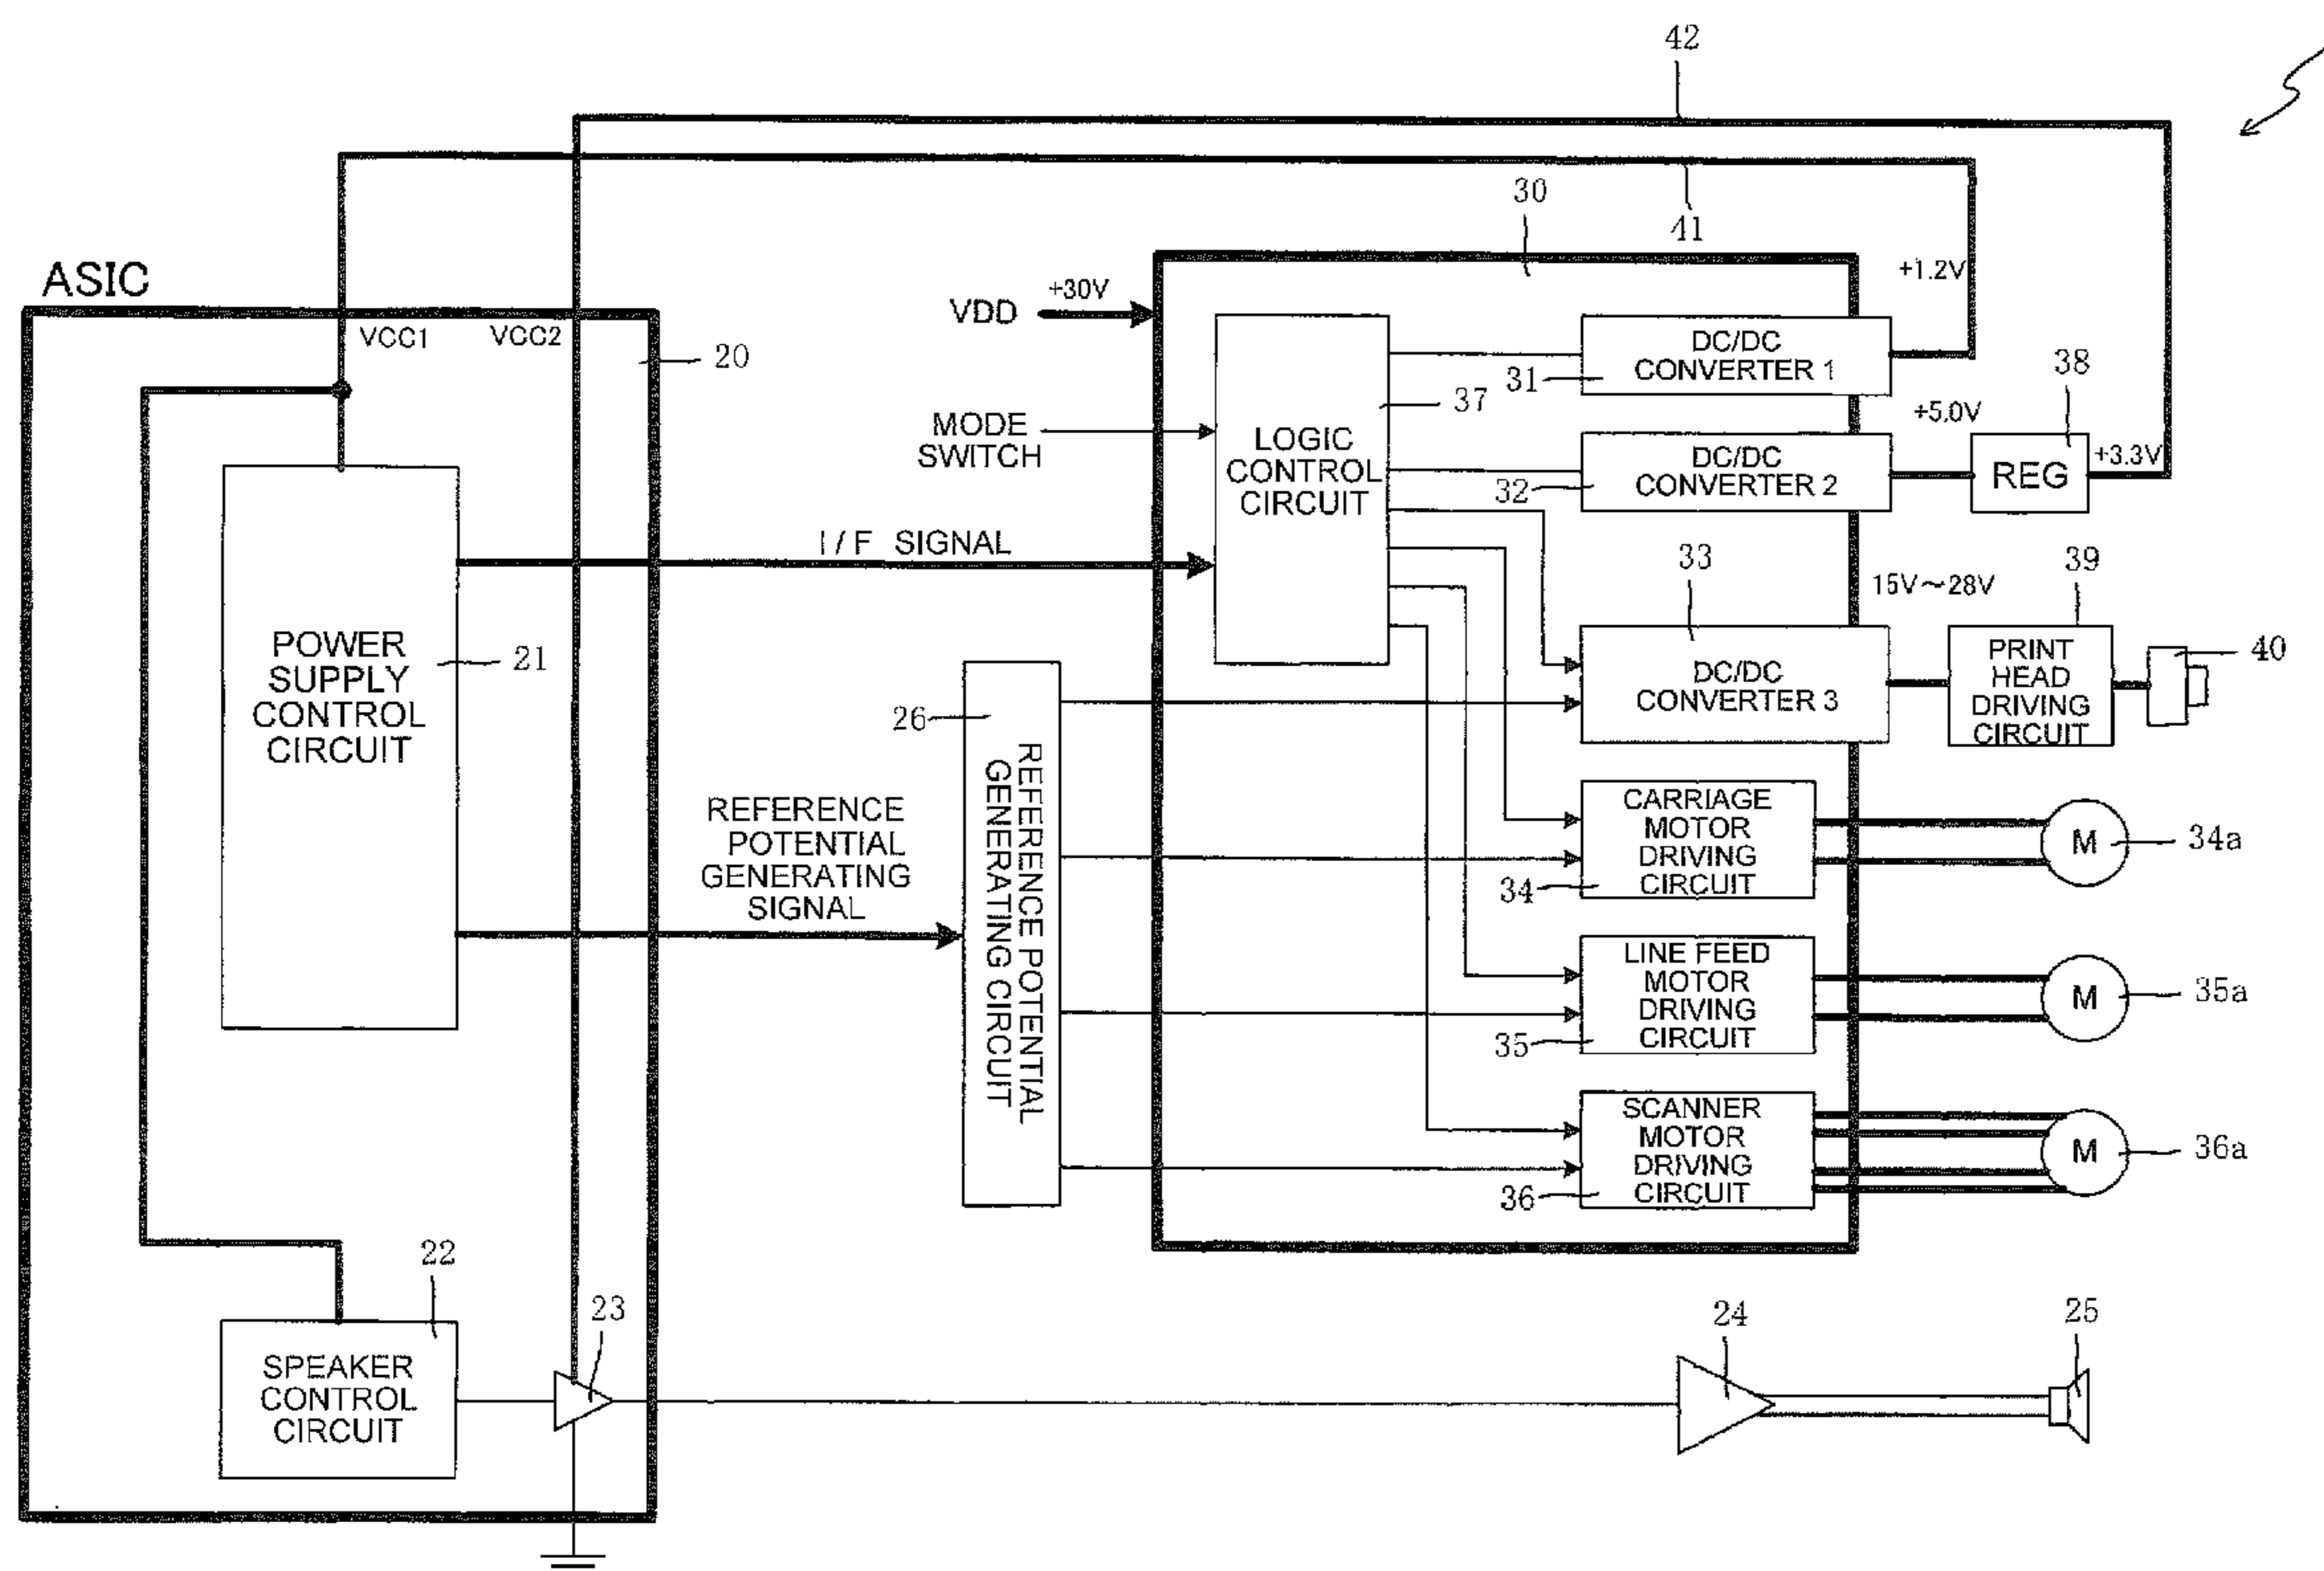 42
41
30
ASIC
VCC1
VCC2
20
VDD
+30V
+1.2V
DC/DC
CONVERTER 1
31
37
38
MODE
SWITCH
LOGIC
CONTROL
CIRCUIT
+5.0V
DC/DC
CONVERTER 2
32
REG
+3.3V
I/F SIGNAL
33
15V~28V
39
POWER
SUPPLY
CONTROL
CIRCUIT
21
26
DC/DC
CONVERTER 3
PRINT
HEAD
DRIVING
CIRCUIT
40
REFERENCE POTENTIAL
GENERATING CIRCUIT
REFERENCE
POTENTIAL
GENERATING
SIGNAL
CARRIAGE
MOTOR
DRIVING
CIRCUIT
34
M
34a
LINE FEED
MOTOR
DRIVING
CIRCUIT
35
M
35a
SCANNER
MOTOR
DRIVING
CIRCUIT
36
M
36a
22
23
24
25
SPEAKER
CONTROL
CIRCUIT